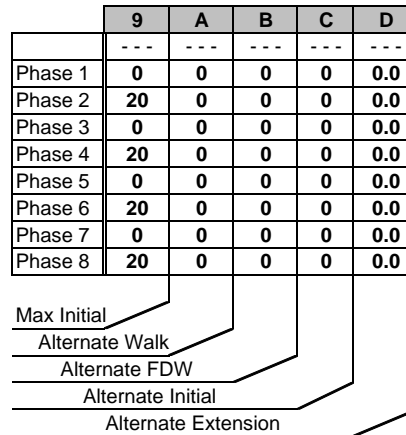 9 A B C D
- - - - - - - - - - - - - - -
Phase 1 0 0 0 0 0.0
Phase 2 20 0 0 0 0.0
Phase 3 0 0 0 0 0.0
Phase 4 20 0 0 0 0.0
Phase 5 0 0 0 0 0.0
Phase 6 20 0 0 0 0.0
Phase 7 0 0 0 0 0.0
Phase 8 20 0 0 0 0.0
Max Initial
Alternate Walk
Alternate FDW
Alternate Initial
Alternate Extension